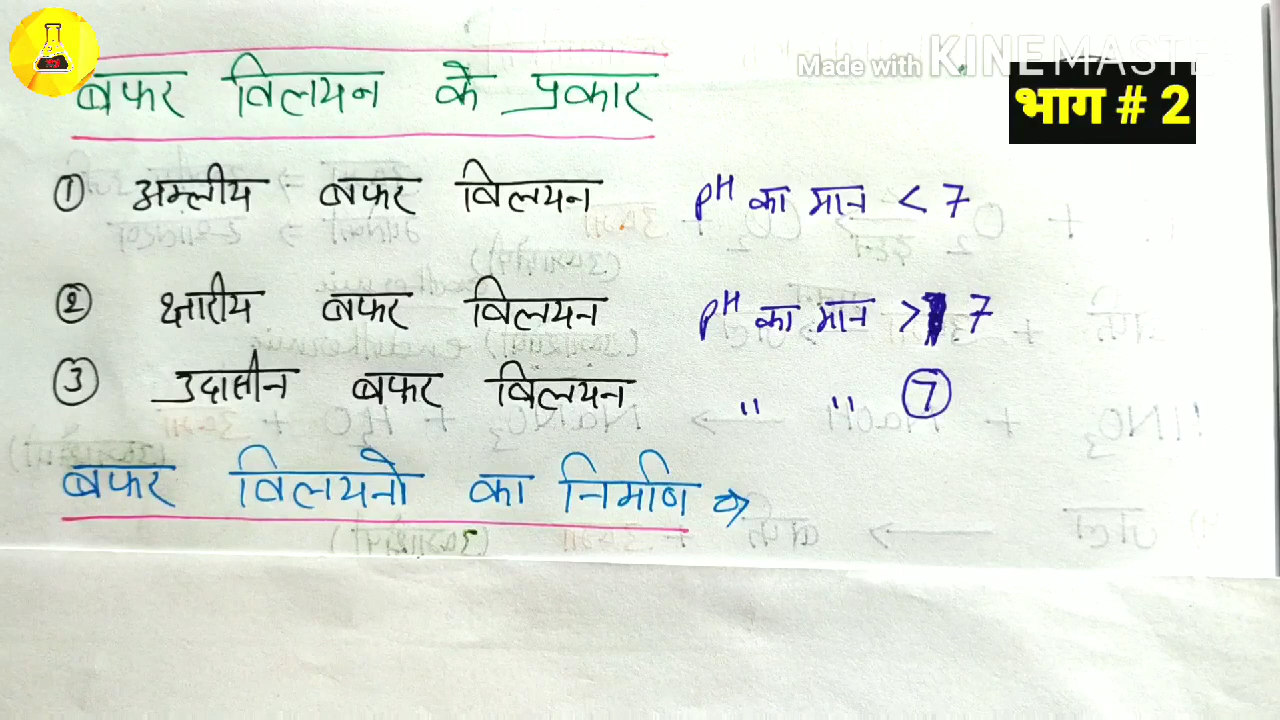 Made with KINEMASTE
भाग # 2
बफर विलयन के प्रकार
① अम्लीय बफर विलयन pH का मान < 7
② क्षारीय बफर विलयन pH का मान > 7
③ उदासीन बफर विलयन " " ⑦
बफर विलयनो का निर्माण ⇒